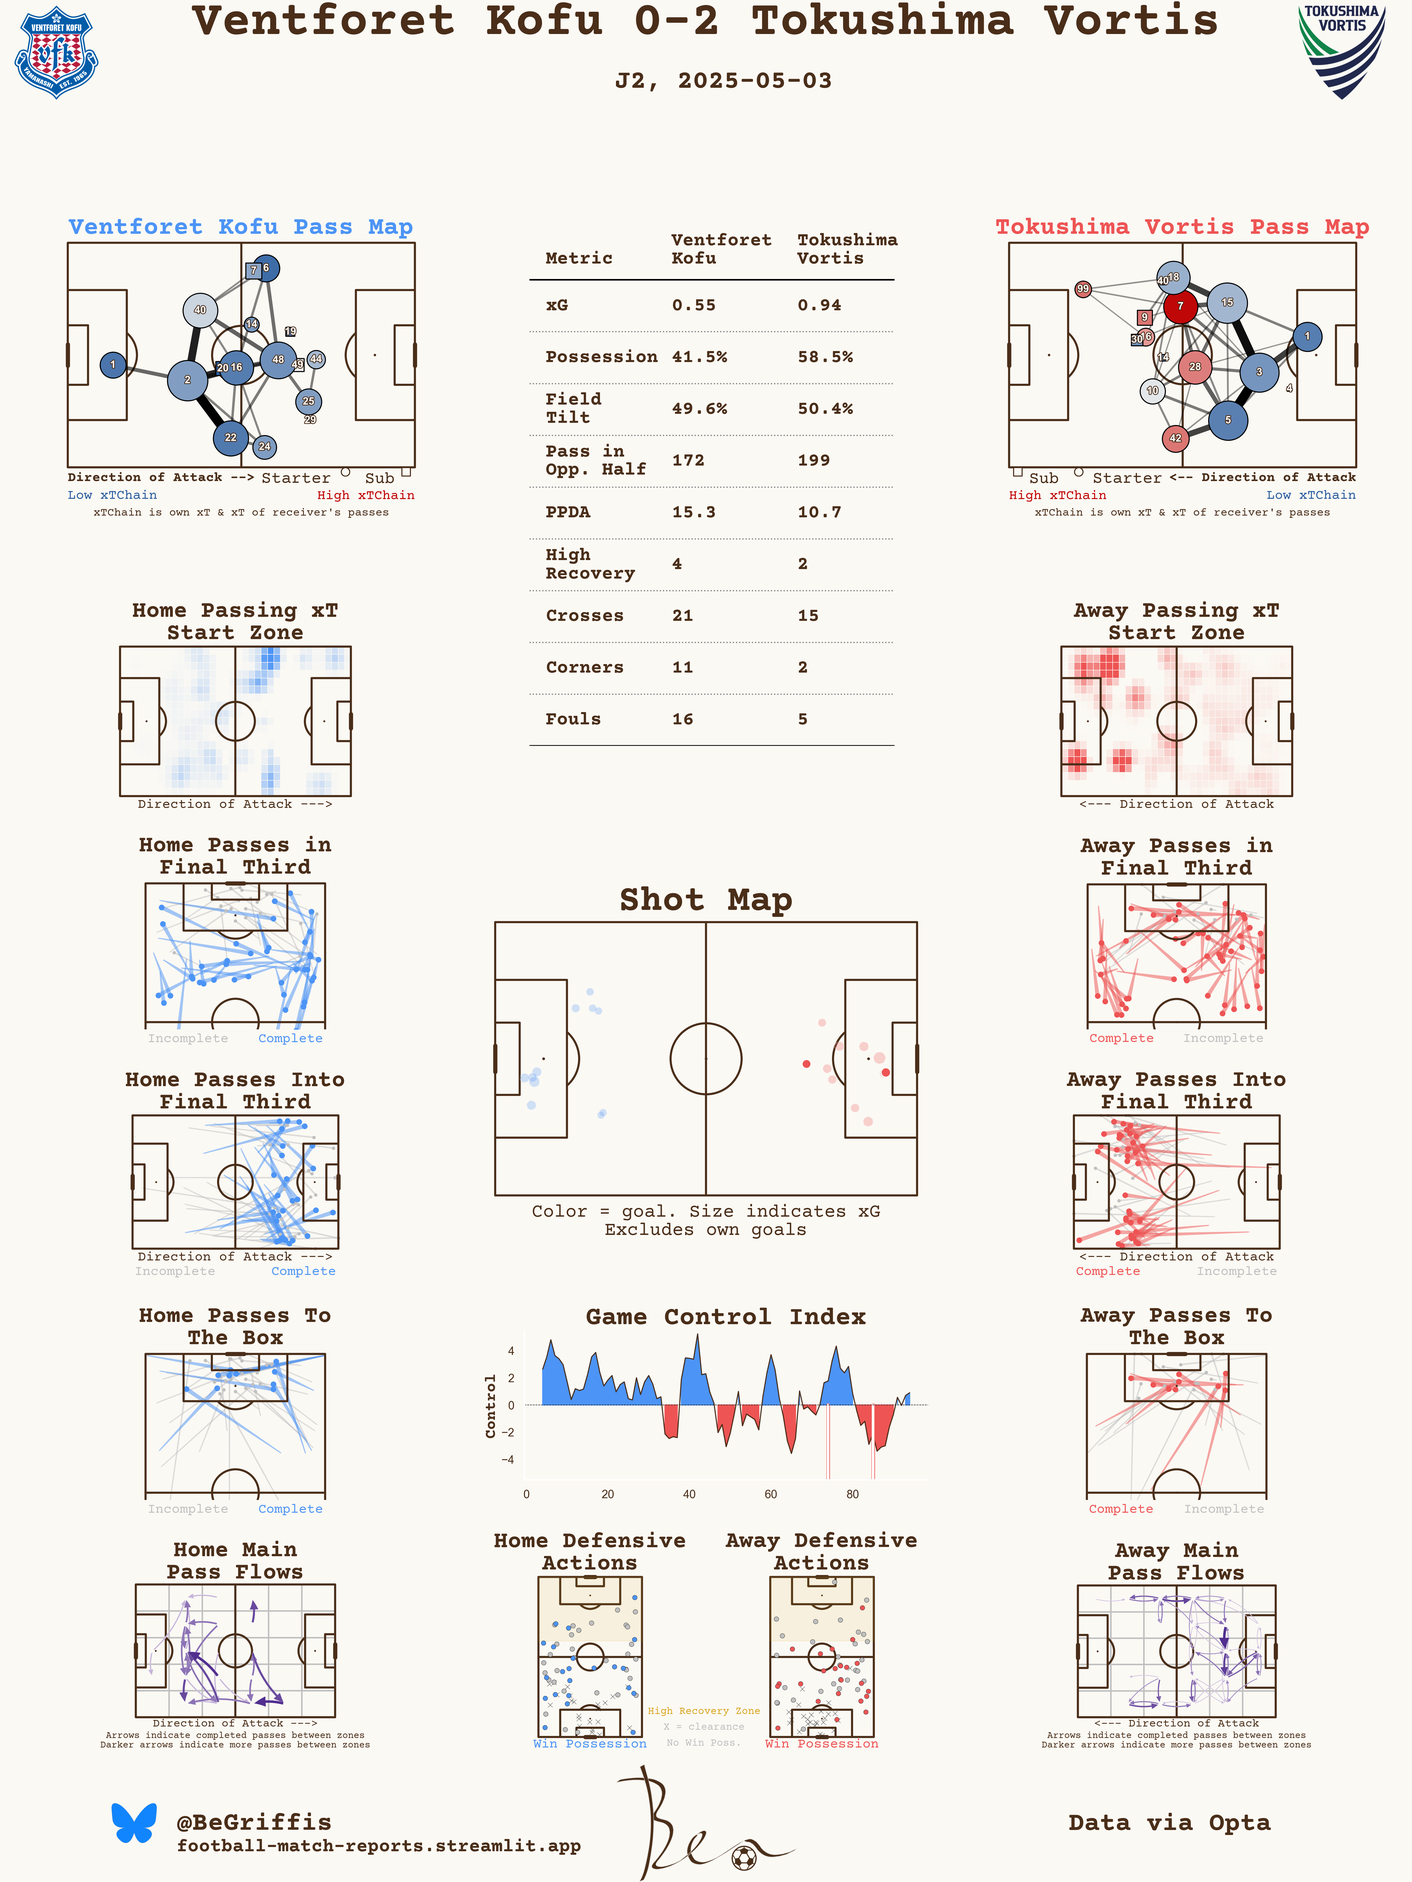 Ventforet Kofu 0-2 Tokushima Vortis
J2, 2025-05-03
VENTFORET KOFU
vfk
YAMANASHI EST. 1965
TOKUSHIMA
VORTIS
Ventforet Kofu Pass Map
7
6
40
14
19
1
20
16
48
49
44
2
25
29
22
24
Direction of Attack --> Starter Sub
Low xTChain High xTChain
xTChain is own xT & xT of receiver's passes
Metric Ventforet Kofu Tokushima Vortis
xG 0.55 0.94
Possession 41.5% 58.5%
Field Tilt 49.6% 50.4%
Pass in Opp. Half 172 199
PPDA 15.3 10.7
High Recovery 4 2
Crosses 21 15
Corners 11 2
Fouls 16 5
Tokushima Vortis Pass Map
99
40
18
7
15
9
30
1
14
28
3
10
4
5
42
Sub Starter <-- Direction of Attack
High xTChain Low xTChain
xTChain is own xT & xT of receiver's passes
Home Passing xT
Start Zone
Direction of Attack --->
Away Passing xT
Start Zone
<--- Direction of Attack
Home Passes in
Final Third
Incomplete Complete
Away Passes in
Final Third
Complete Incomplete
Shot Map
Color = goal. Size indicates xG
Excludes own goals
Home Passes Into
Final Third
Direction of Attack --->
Incomplete Complete
Away Passes Into
Final Third
<--- Direction of Attack
Complete Incomplete
Home Passes To
The Box
Incomplete Complete
Game Control Index
Control
4
2
0
−2
−4
0 20 40 60 80
Away Passes To
The Box
Complete Incomplete
Home Main
Pass Flows
Direction of Attack --->
Arrows indicate completed passes between zones
Darker arrows indicate more passes between zones
Home Defensive
Actions
Win Possession
High Recovery Zone
X = clearance
No Win Poss.
Away Defensive
Actions
Win Possession
Away Main
Pass Flows
<--- Direction of Attack
Arrows indicate completed passes between zones
Darker arrows indicate more passes between zones
@BeGriffis
football-match-reports.streamlit.app
Ben
Data via Opta